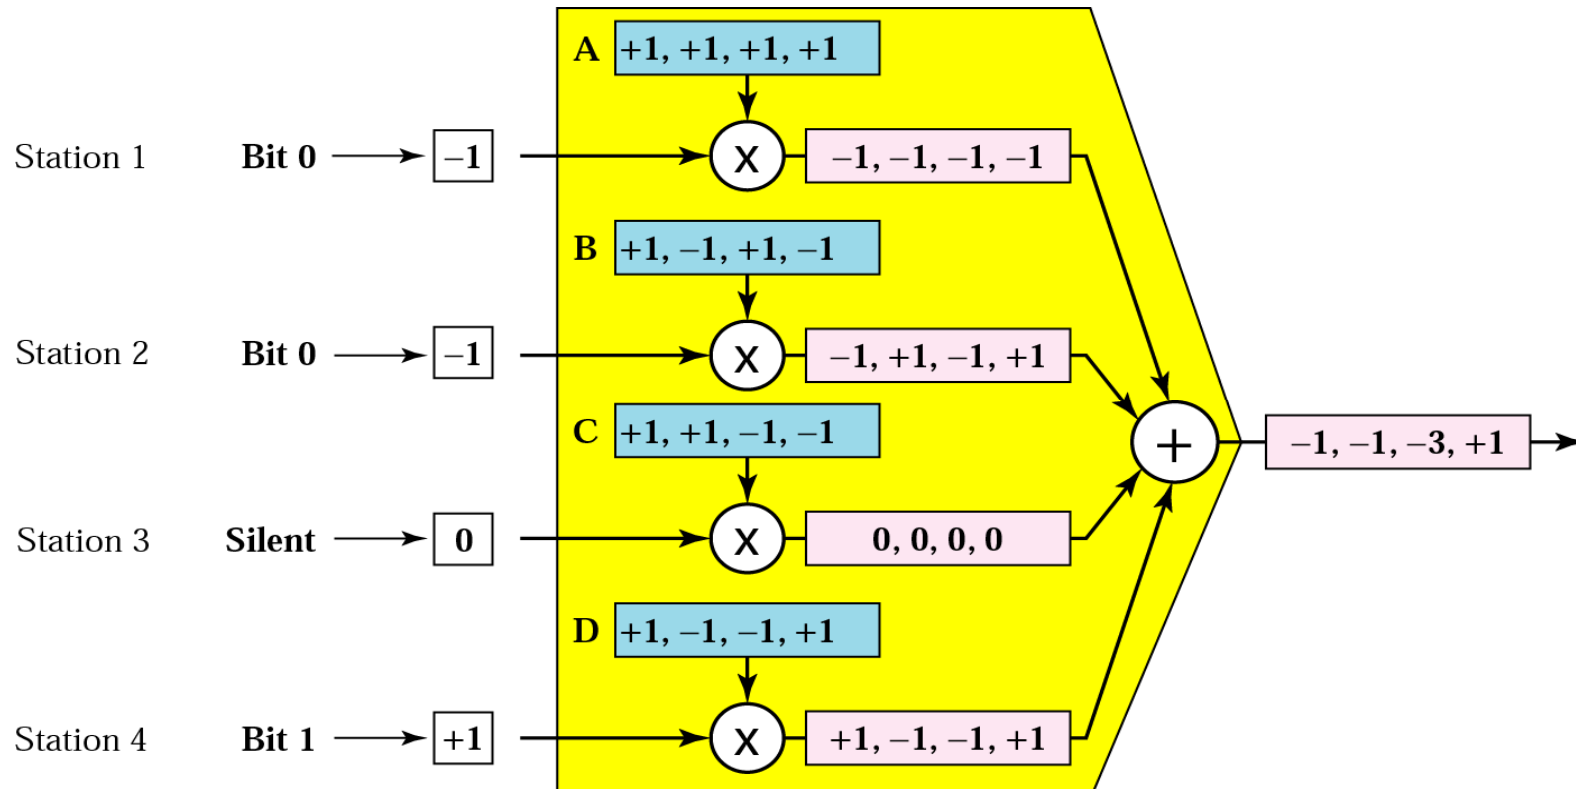 A +1, +1, +1, +1
Station 1 Bit 0 –1 X –1, –1, –1, –1
B +1, –1, +1, –1
Station 2 Bit 0 –1 X –1, +1, –1, +1
C +1, +1, –1, –1
+ –1, –1, –3, +1
Station 3 Silent 0 X 0, 0, 0, 0
D +1, –1, –1, +1
Station 4 Bit 1 +1 X +1, –1, –1, +1